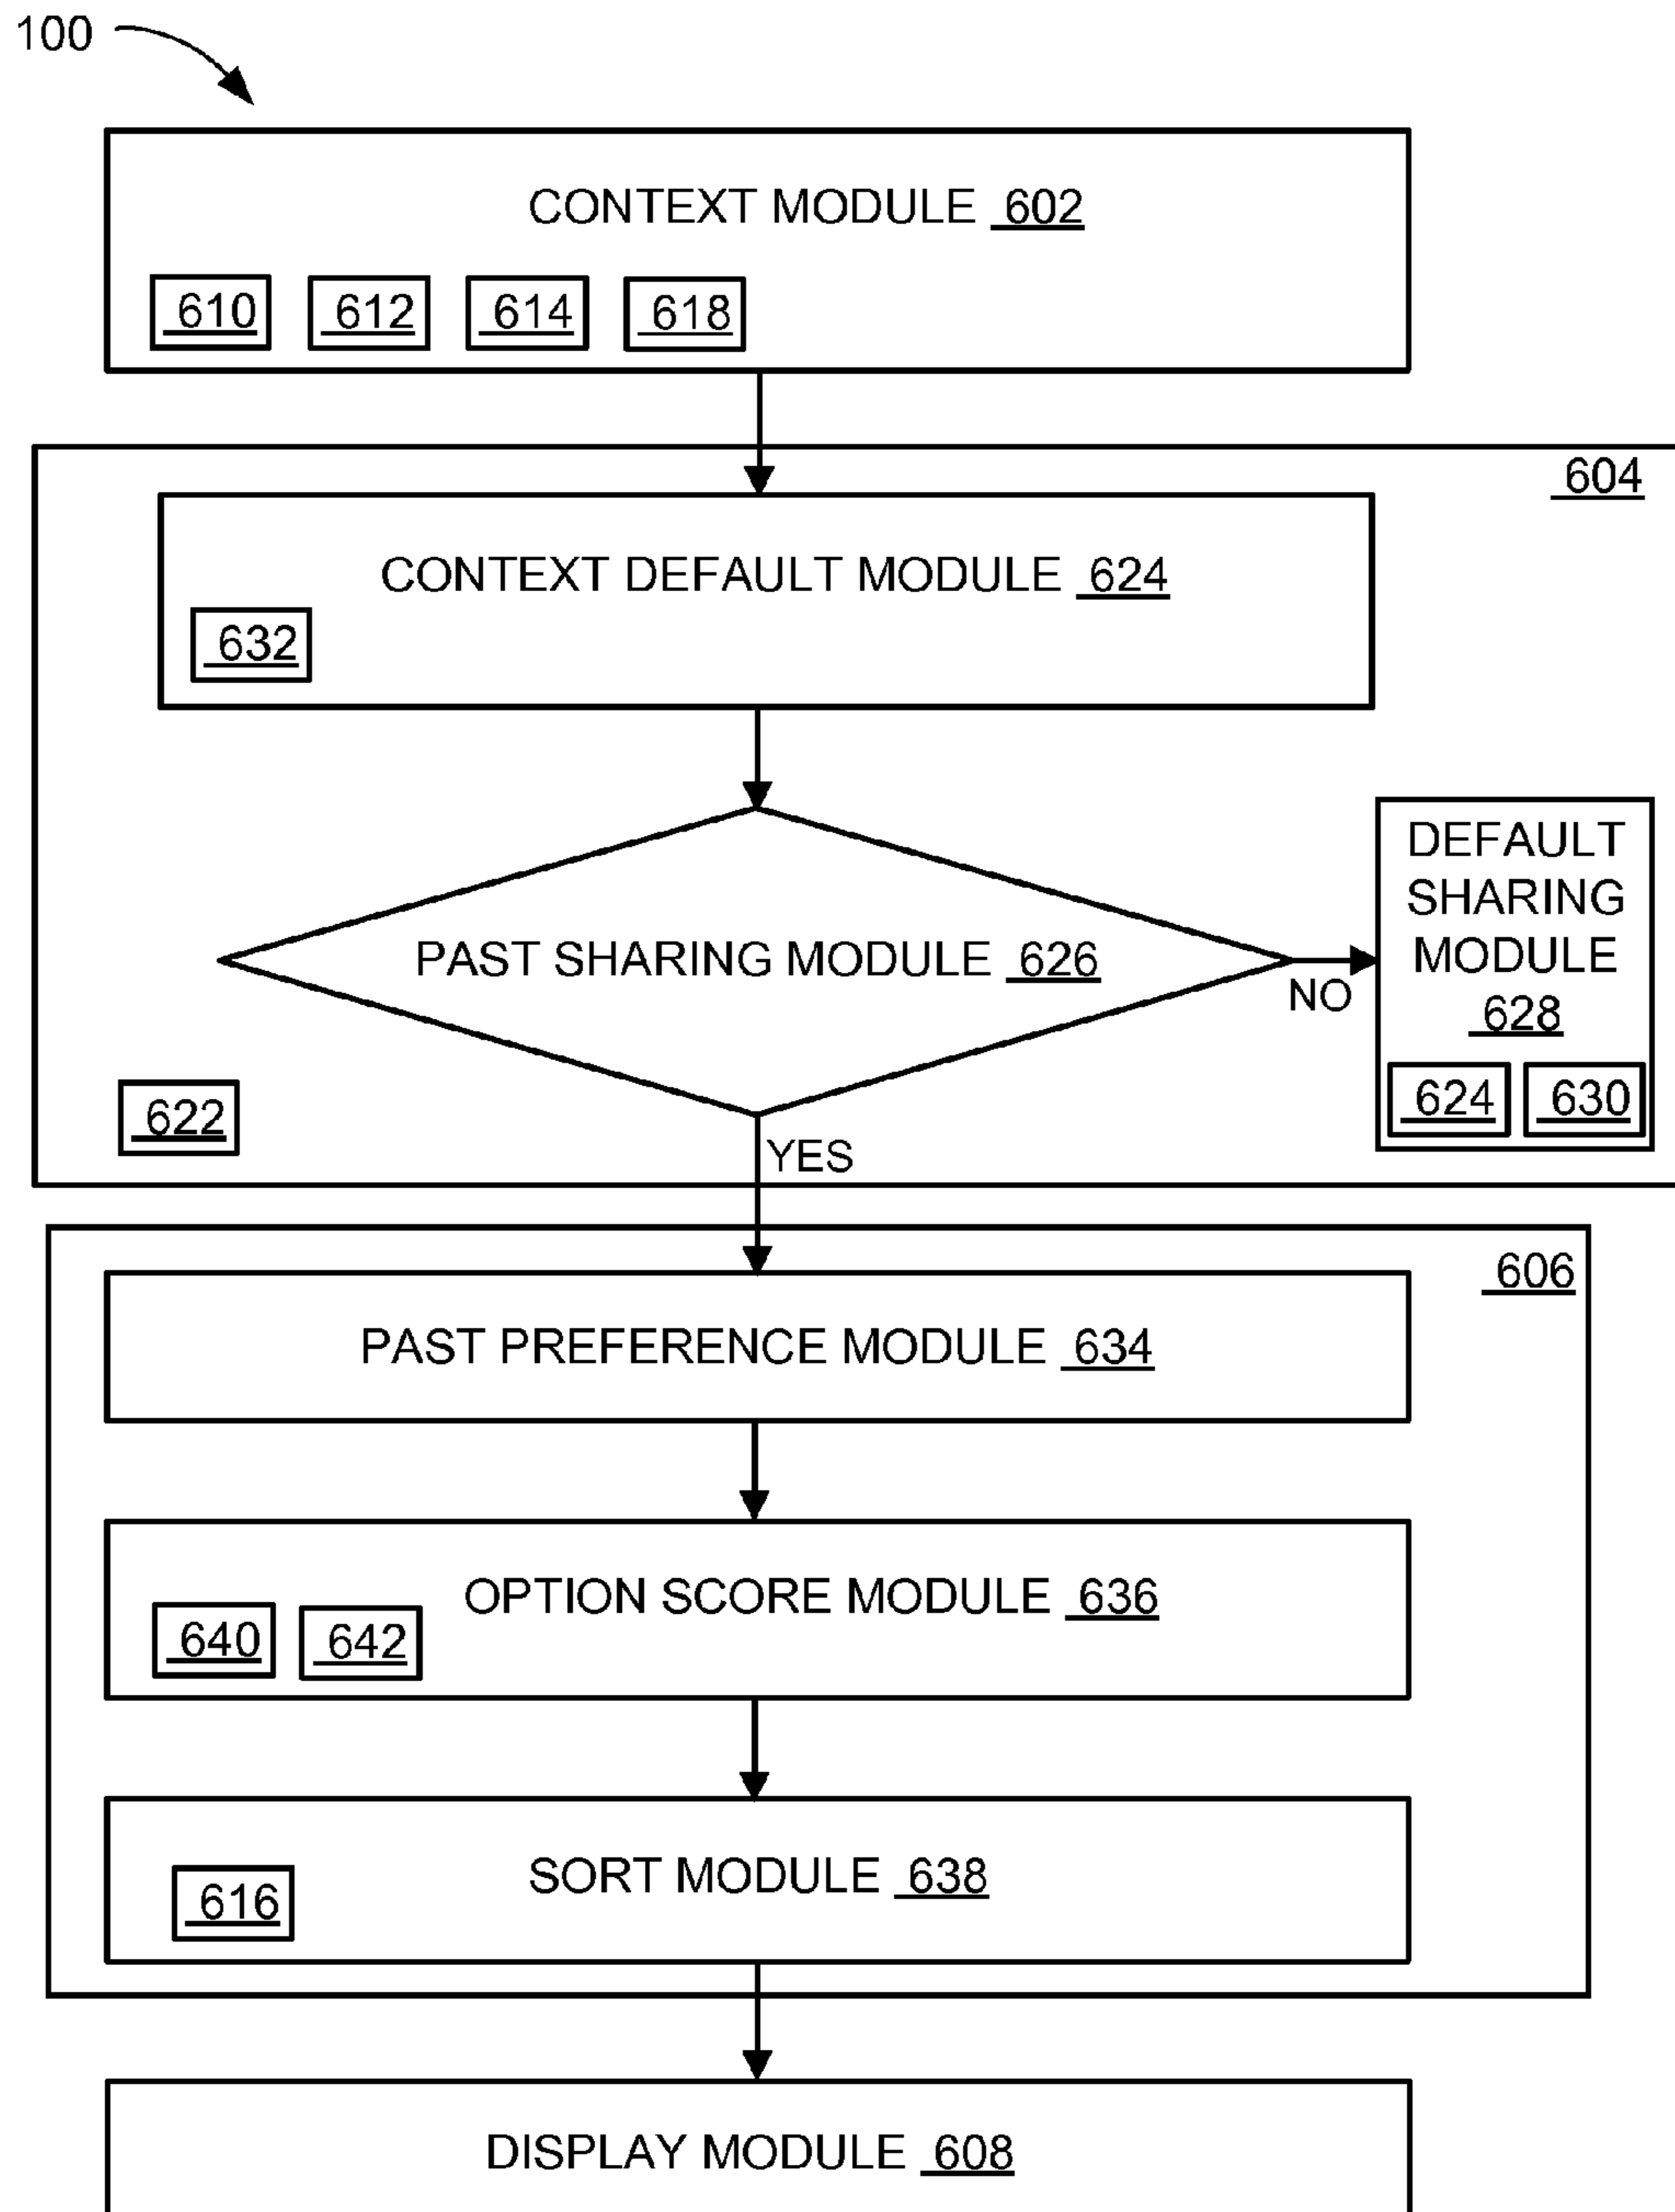 100
CONTEXT MODULE 602
610 612 614 618
604
CONTEXT DEFAULT MODULE 624
632
DEFAULT
SHARING
MODULE
628
624 630
PAST SHARING MODULE 626
NO
622
YES
606
PAST PREFERENCE MODULE 634
OPTION SCORE MODULE 636
640 642
SORT MODULE 638
616
DISPLAY MODULE 608